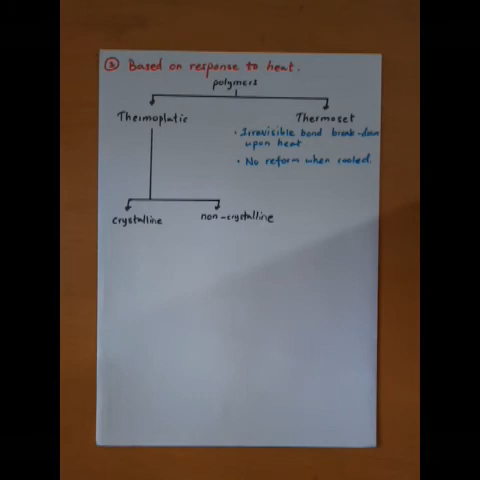 ③ Based on response to heat.
polymers
Thermoplatic
Thermoset
• Irrevisible bond break-down
upon heat
• No reform when cooled.
crystalline
non-crystalline